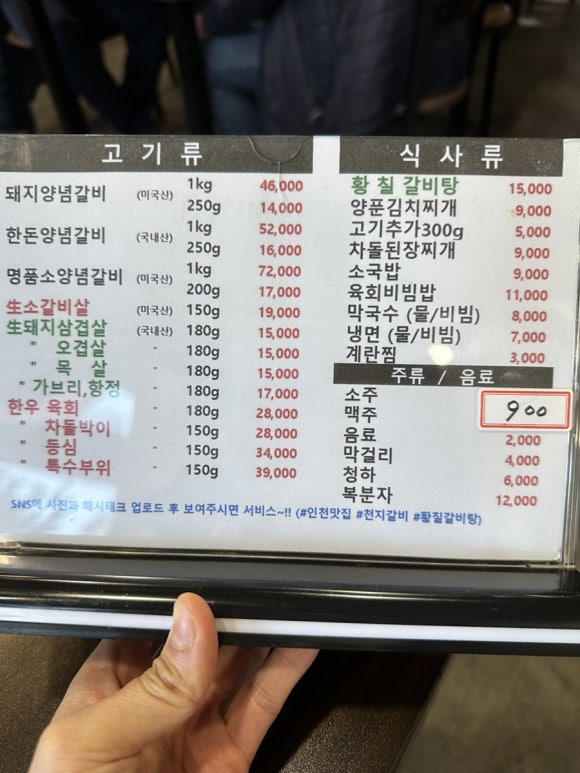 고 기 류
돼지양념갈비 (미국산) 1kg 46,000
250g 14,000
한돈양념갈비 (국내산) 1kg 52,000
250g 16,000
명품소양념갈비 (미국산) 1kg 72,000
200g 17,000
生소갈비살 (미국산) 150g 19,000
生돼지삼겹살 (국내산) 180g 15,000
" 오겹살 " 180g 15,000
" 목 살 " 180g 15,000
" 가브리,항정 " 180g 17,000
한우 육회 " 180g 28,000
" 차돌박이 " 150g 28,000
" 등심 " 150g 34,000
" 특수부위 " 150g 39,000
식 사 류
황 칠 갈비탕 15,000
양푼김치찌개 9,000
고기추가300g 5,000
차돌된장찌개 9,000
소국밥 9,000
육회비빔밥 11,000
막국수 (물/비빔) 8,000
냉면 (물/비빔) 7,000
계란찜 3,000
주류 / 음료
소주
맥주 900
음료 2,000
막걸리 4,000
청하 6,000
복분자 12,000
SNS에 사진과 해시태크 업로드 후 보여주시면 서비스~!! (#인천맛집 #천지갈비 #황칠갈비탕)